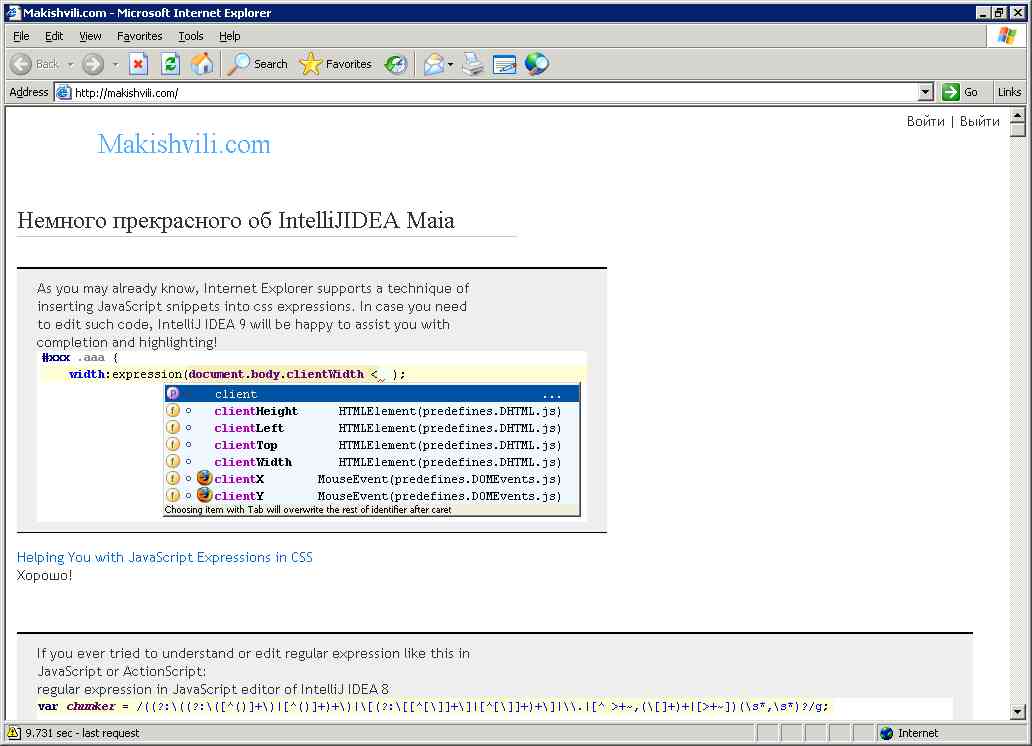 Makishvili.com - Microsoft Internet Explorer
File Edit View Favorites Tools Help
Back Search Favorites
Address http://makishvili.com/ Go Links
Войти | Выйти
Makishvili.com
Немного прекрасного об IntelliJIDEA Maia
As you may already know, Internet Explorer supports a technique of
inserting JavaScript snippets into css expressions. In case you need
to edit such code, IntelliJ IDEA 9 will be happy to assist you with
completion and highlighting!
#xxx .aaa {
width:expression(document.body.clientWidth <_ );
client ...
clientHeight HTMLElement(predefines.DHTML.js)
clientLeft HTMLElement(predefines.DHTML.js)
clientTop HTMLElement(predefines.DHTML.js)
clientWidth HTMLElement(predefines.DHTML.js)
clientX MouseEvent(predefines.DOMEvents.js)
clientY MouseEvent(predefines.DOMEvents.js)
Choosing item with Tab will overwrite the rest of identifier after caret
Helping You with JavaScript Expressions in CSS
Хорошо!
If you ever tried to understand or edit regular expression like this in
JavaScript or ActionScript:
regular expression in JavaScript editor of IntelliJ IDEA 8
var chunker = /((?:\((?:\([^()]+\)|[^()]+)+\)|\[(?:\[[^[\]]+\]|[^[\]]+)+\]|\\.|[^ >+~,(\[]+)+|[>+~])(\s*,\s*)?/g;
9.731 sec - last request
Internet